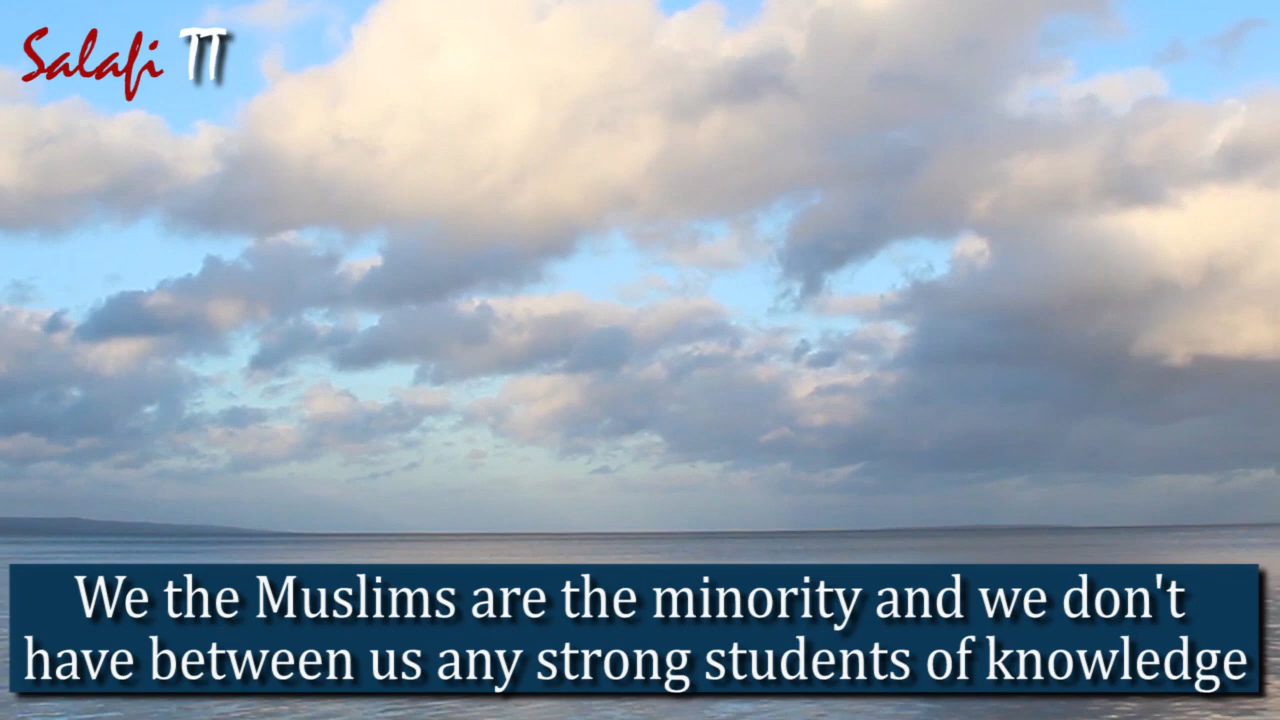 Salafi TT
We the Muslims are the minority and we don't
have between us any strong students of knowledge